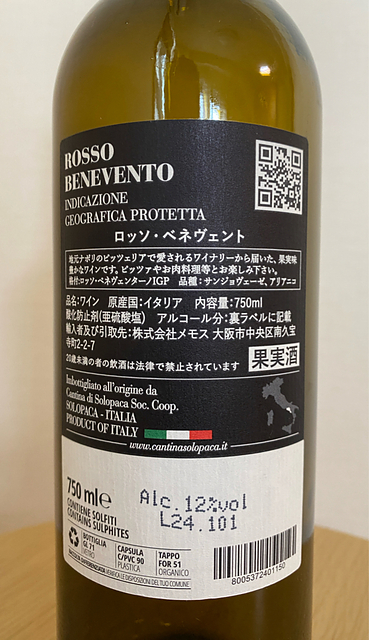 ROSSO
BENEVENTO
INDICAZIONE
GEOGRAFICA PROTETTA
ロッソ・ベネヴェント
地元ナポリのピッツェリアで愛されるワイナリーから届いた、果実味
豊かなワインです。ピッツァやお肉料理等とお楽しみ下さい。
格付:ロッソ・ベネヴェンターノIGP 品種:サンジョヴェーゼ、アリアニコ
品名:ワイン 原産国:イタリア 内容量:750ml
酸化防止剤(亜硫酸塩) アルコール分:裏ラベルに記載
輸入者及び引取先:株式会社メモス 大阪市中央区南久宝
寺町2-2-7
20歳未満の者の飲酒は法律で禁止されています
果実酒
Imbottigliato all'origine da
Cantina di Solopaca Soc. Coop.
SOLOPACA - ITALIA
PRODUCT OF ITALY
www.cantinasolopaca.it
750 ml e
Alc.12%vol
L24.101
CONTIENE SOLFITI
CONTAINS SULPHITES
BOTTIGLIA
GL 71
VETRO
CAPSULA
C/PVC 90
PLASTICA
TAPPO
FOR 51
ORGANICO
RACCOLTA DIFFERENZIATA VERIFICA LE DISPOSIZIONI DEL TUO COMUNE
8005372401150